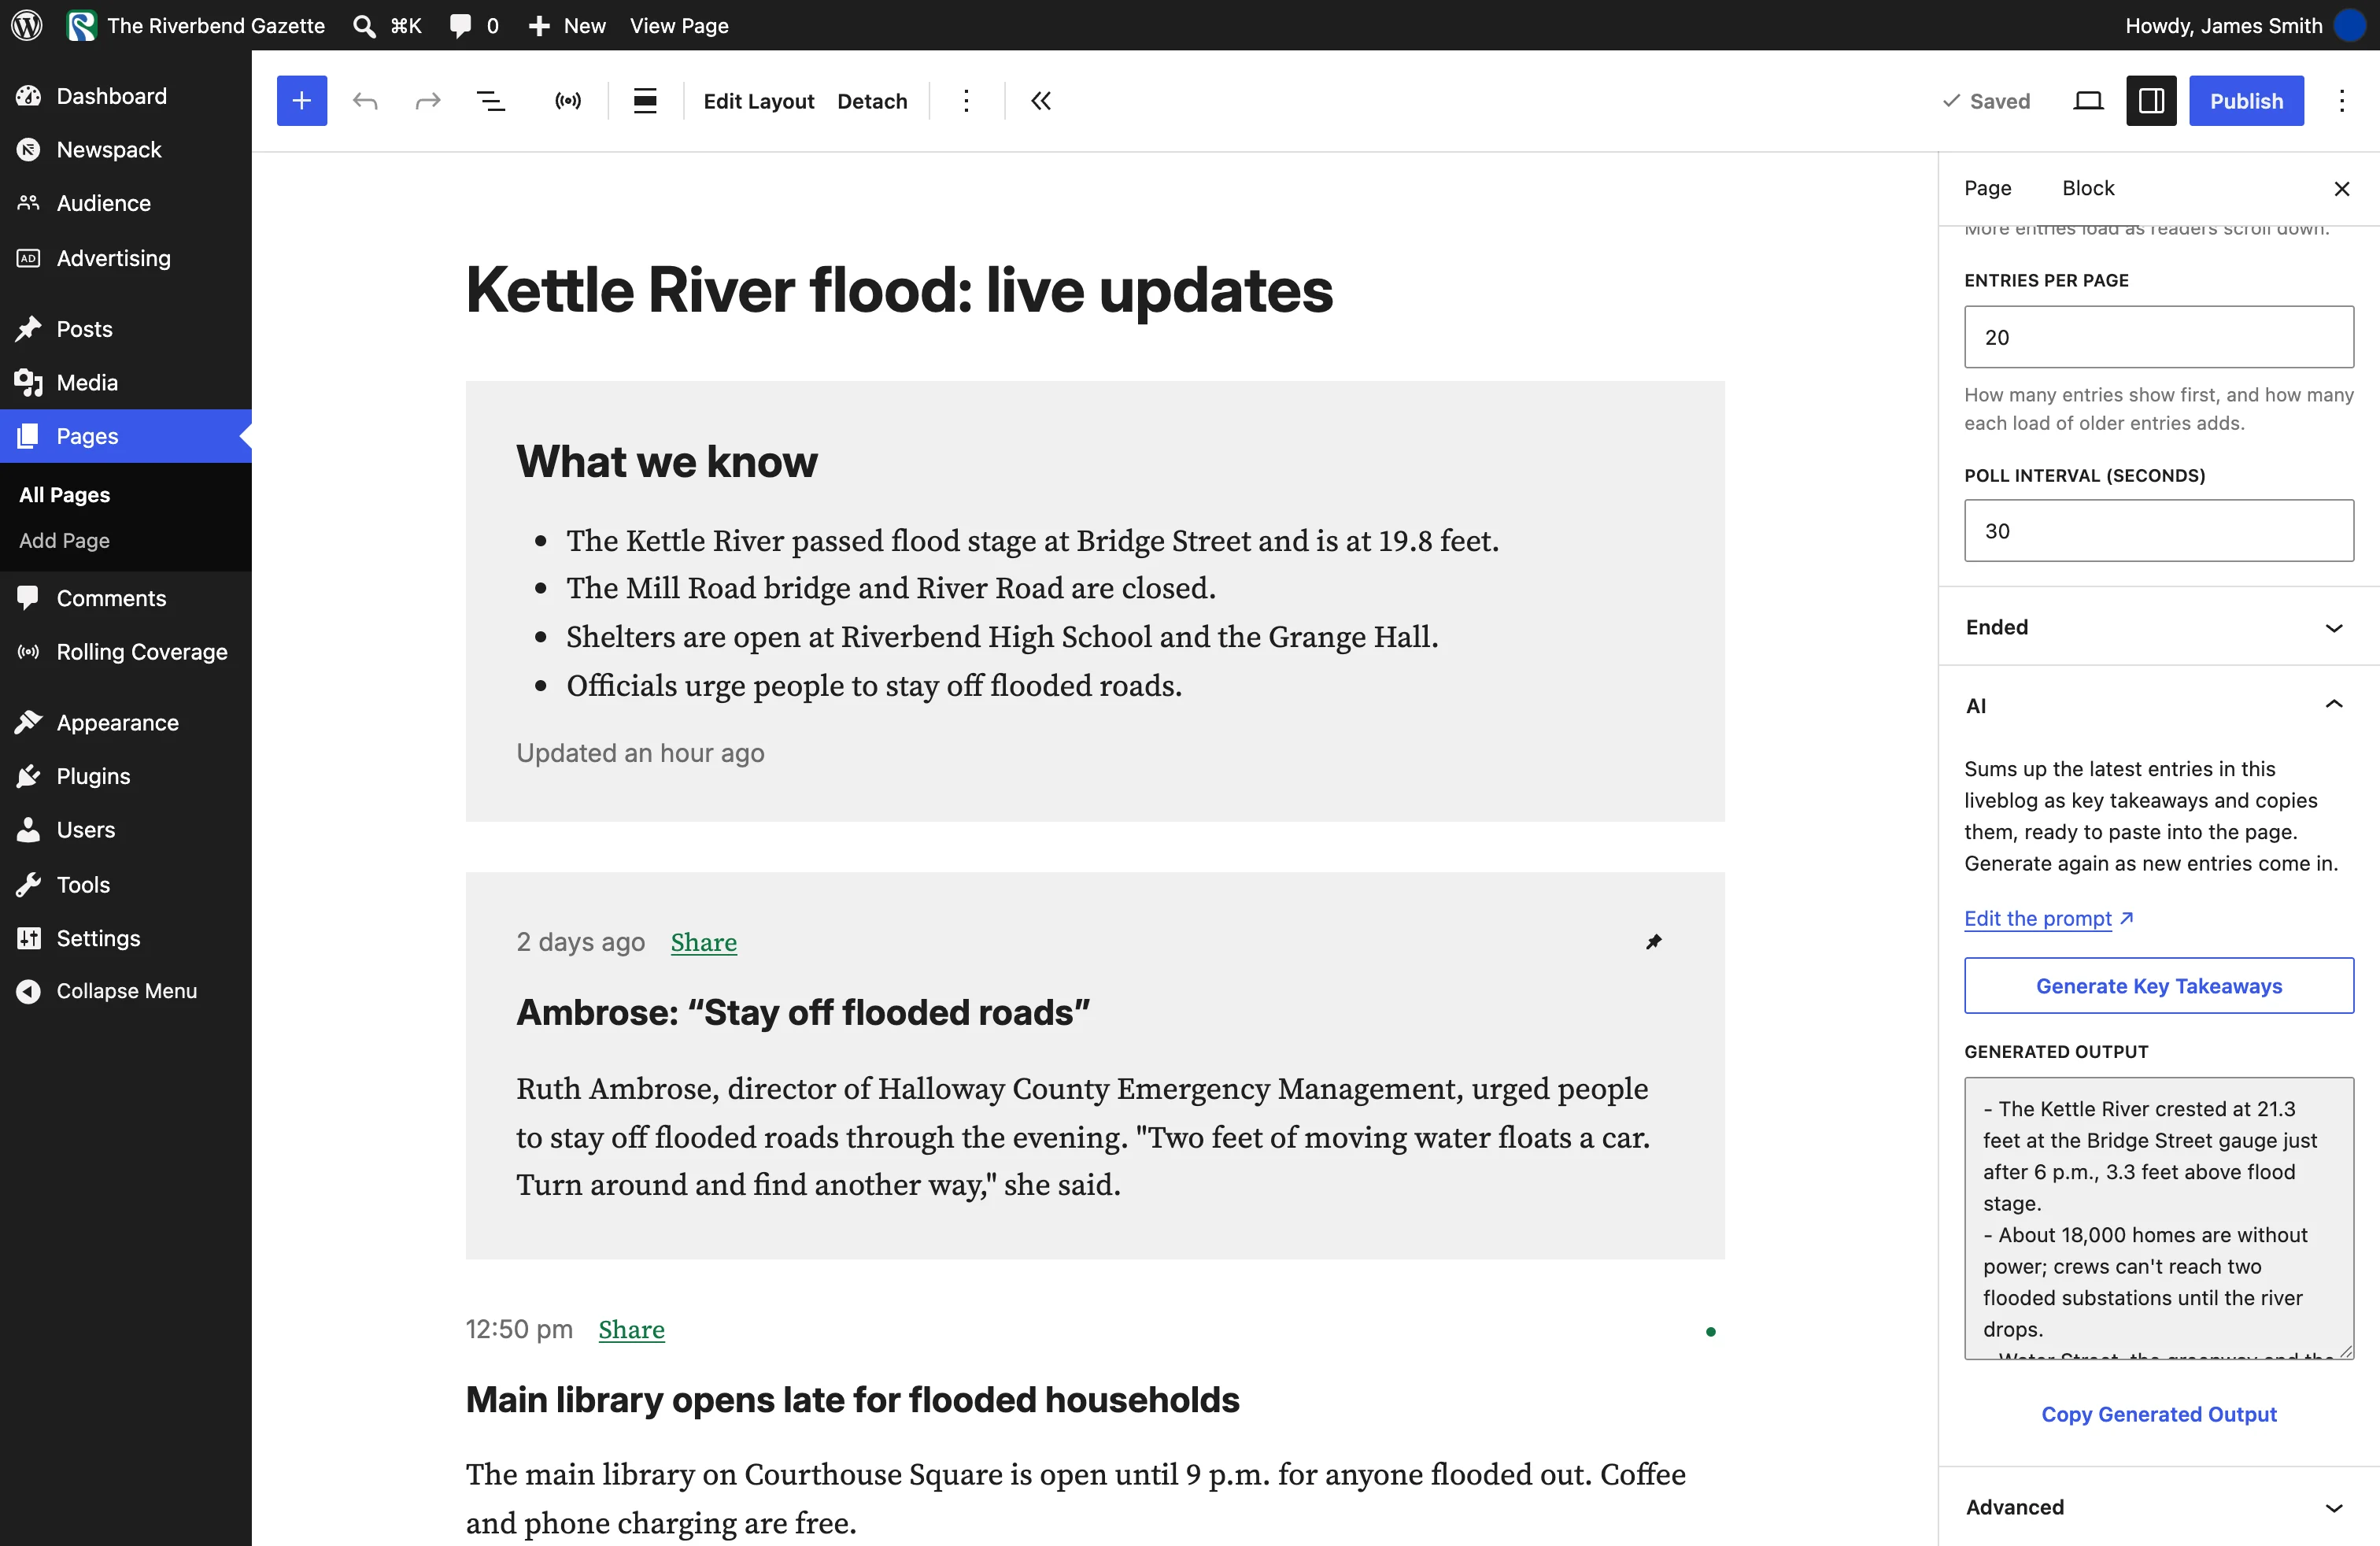 The Riverbend Gazette ⌘K 0 New View Page Howdy, James Smith
Dashboard
Newspack
Audience
AD Advertising
Posts
Media
Pages
All Pages
Add Page
Comments
Rolling Coverage
Appearance
Plugins
Users
Tools
Settings
Collapse Menu
Edit Layout Detach Saved Publish
Kettle River flood: live updates
What we know
• The Kettle River passed flood stage at Bridge Street and is at 19.8 feet.
• The Mill Road bridge and River Road are closed.
• Shelters are open at Riverbend High School and the Grange Hall.
• Officials urge people to stay off flooded roads.
Updated an hour ago
2 days ago Share
Ambrose: “Stay off flooded roads”
Ruth Ambrose, director of Halloway County Emergency Management, urged people
to stay off flooded roads through the evening. "Two feet of moving water floats a car.
Turn around and find another way," she said.
12:50 pm Share
Main library opens late for flooded households
The main library on Courthouse Square is open until 9 p.m. for anyone flooded out. Coffee
and phone charging are free.
Page Block
More entries load as readers scroll down.
ENTRIES PER PAGE
20
How many entries show first, and how many
each load of older entries adds.
POLL INTERVAL (SECONDS)
30
Ended
AI
Sums up the latest entries in this
liveblog as key takeaways and copies
them, ready to paste into the page.
Generate again as new entries come in.
Edit the prompt ↗
Generate Key Takeaways
GENERATED OUTPUT
- The Kettle River crested at 21.3
feet at the Bridge Street gauge just
after 6 p.m., 3.3 feet above flood
stage.
- About 18,000 homes are without
power; crews can't reach two
flooded substations until the river
drops.
- Water Street, the greenway and the
Copy Generated Output
Advanced